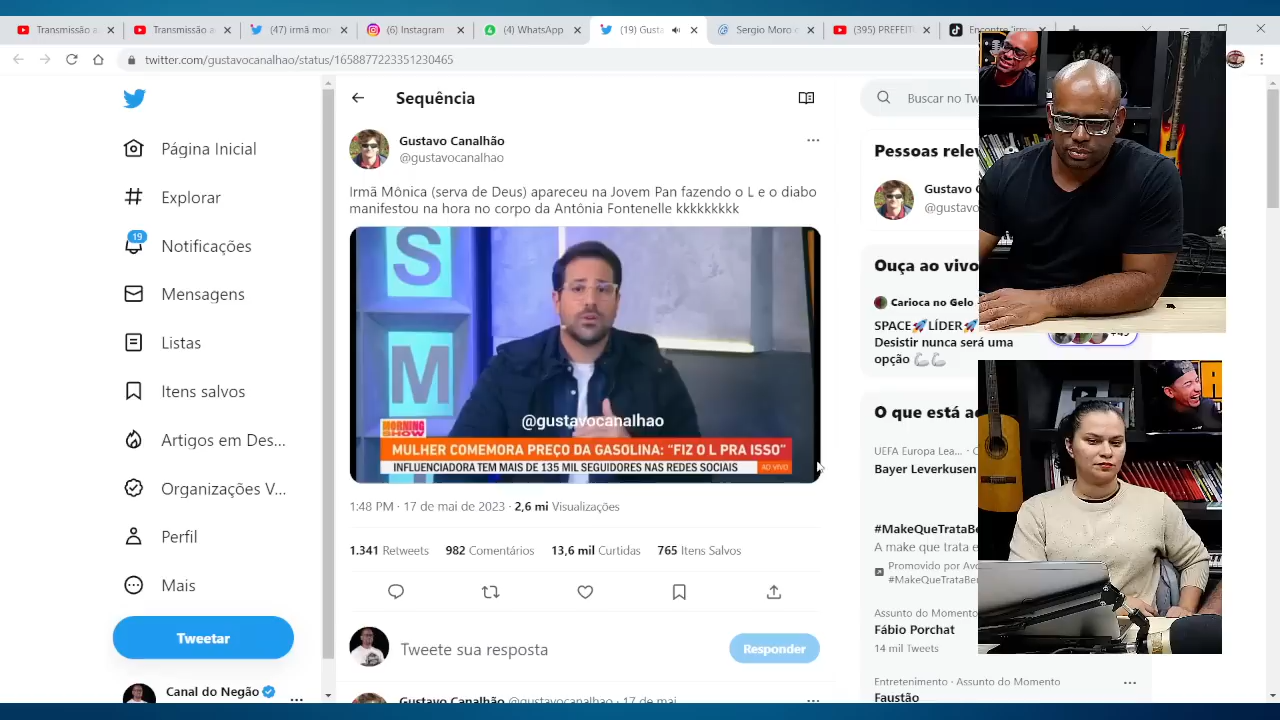 Transmissão a
Transmissão a
(47) Irmã mo
(6) Instagram
(4) WhatsApp
(19) Gusta
Sergio Moro c
(395) PREFEIT
twitter.com/gustavocanalhao/
Sequência
Buscar no Tw
Página Inicial
Explorar
19
Notificações
Mensagens
Listas
Itens salvos
Artigos em Des...
Organizações V...
Perfil
Mais
Tweetar
Canal do Negão
Gustavo Canalhão
@gustavocanalhao
Irmã Mônica (serva de Deus) apareceu na Jovem Pan fazendo o L e o diabo
manifestou na hora no corpo da Antónia Fontenelle kkkkkkkkk
S
M
@gustavocanalhao
MORNING SHOW
MULHER COMEMORA PREÇO DA GASOLINA: “FIZ O L PRA ISSO”
INFLUENCIADORA TEM MAIS DE 135 MIL SEGUIDORES NAS REDES SOCIAIS
AO VIVO
1:48 PM · 17 de mai de 2023 · 2,6 mi Visualizações
1.341 Retweets 982 Comentários 13,6 mil Curtidas 765 Itens Salvos
Tweete sua resposta
Responder
Gustavo Canalhão @gustavocanalhao · 17 de mai
Pessoas relev
Gustavo C
@gustavo
Ouça ao vivo
Carioca no Gelo
SPACE🚀LÍDER🚀
Desistir nunca será uma
opção 💪💪
O que está ac
UEFA Europa Lea...
Bayer Leverkusen
#MakeQueTrataBe
A make que trata e
Promovido por Avo
#MakeQueTrataBer
Assunto do Momento
Fábio Porchat
14 mil Tweets
Entretenimento · Assunto do Momento
Faustão